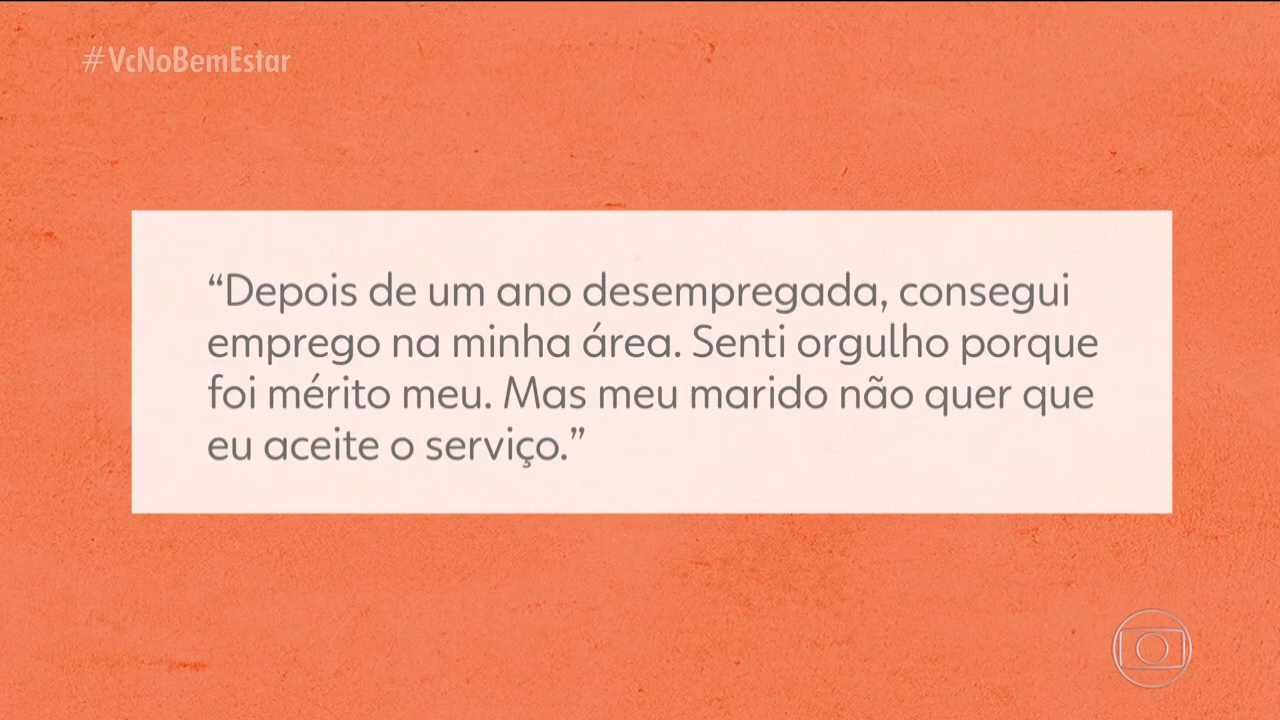 #VcNoBemEstar
“Depois de um ano desempregada, consegui
emprego na minha área. Senti orgulho porque
foi mérito meu. Mas meu marido não quer que
eu aceite o serviço.”